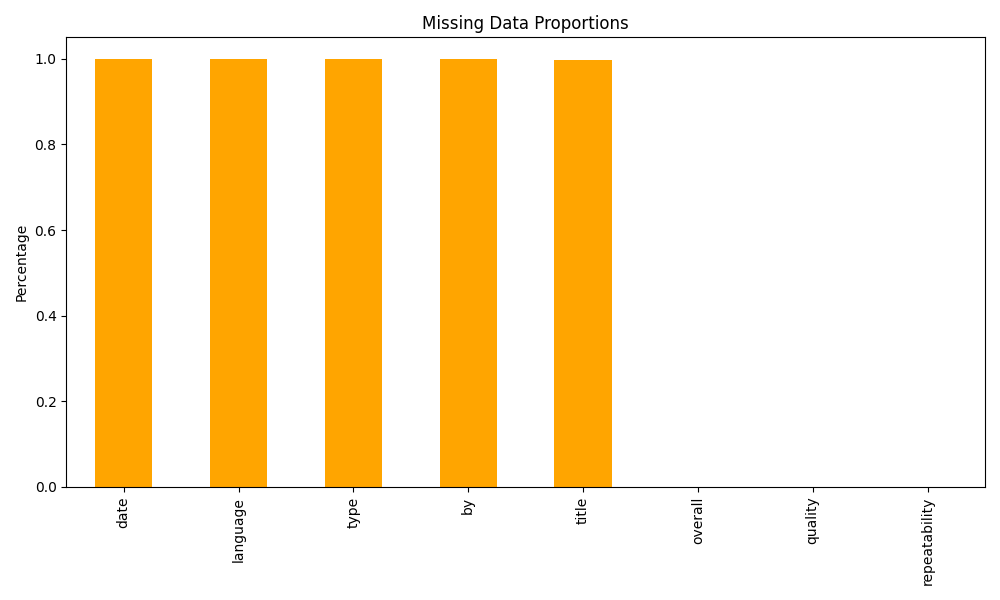 Missing Data Proportions
Percentage
1.0
0.8
0.6
0.4
0.2
0.0
date
language
type
by
title
overall
quality
repeatability